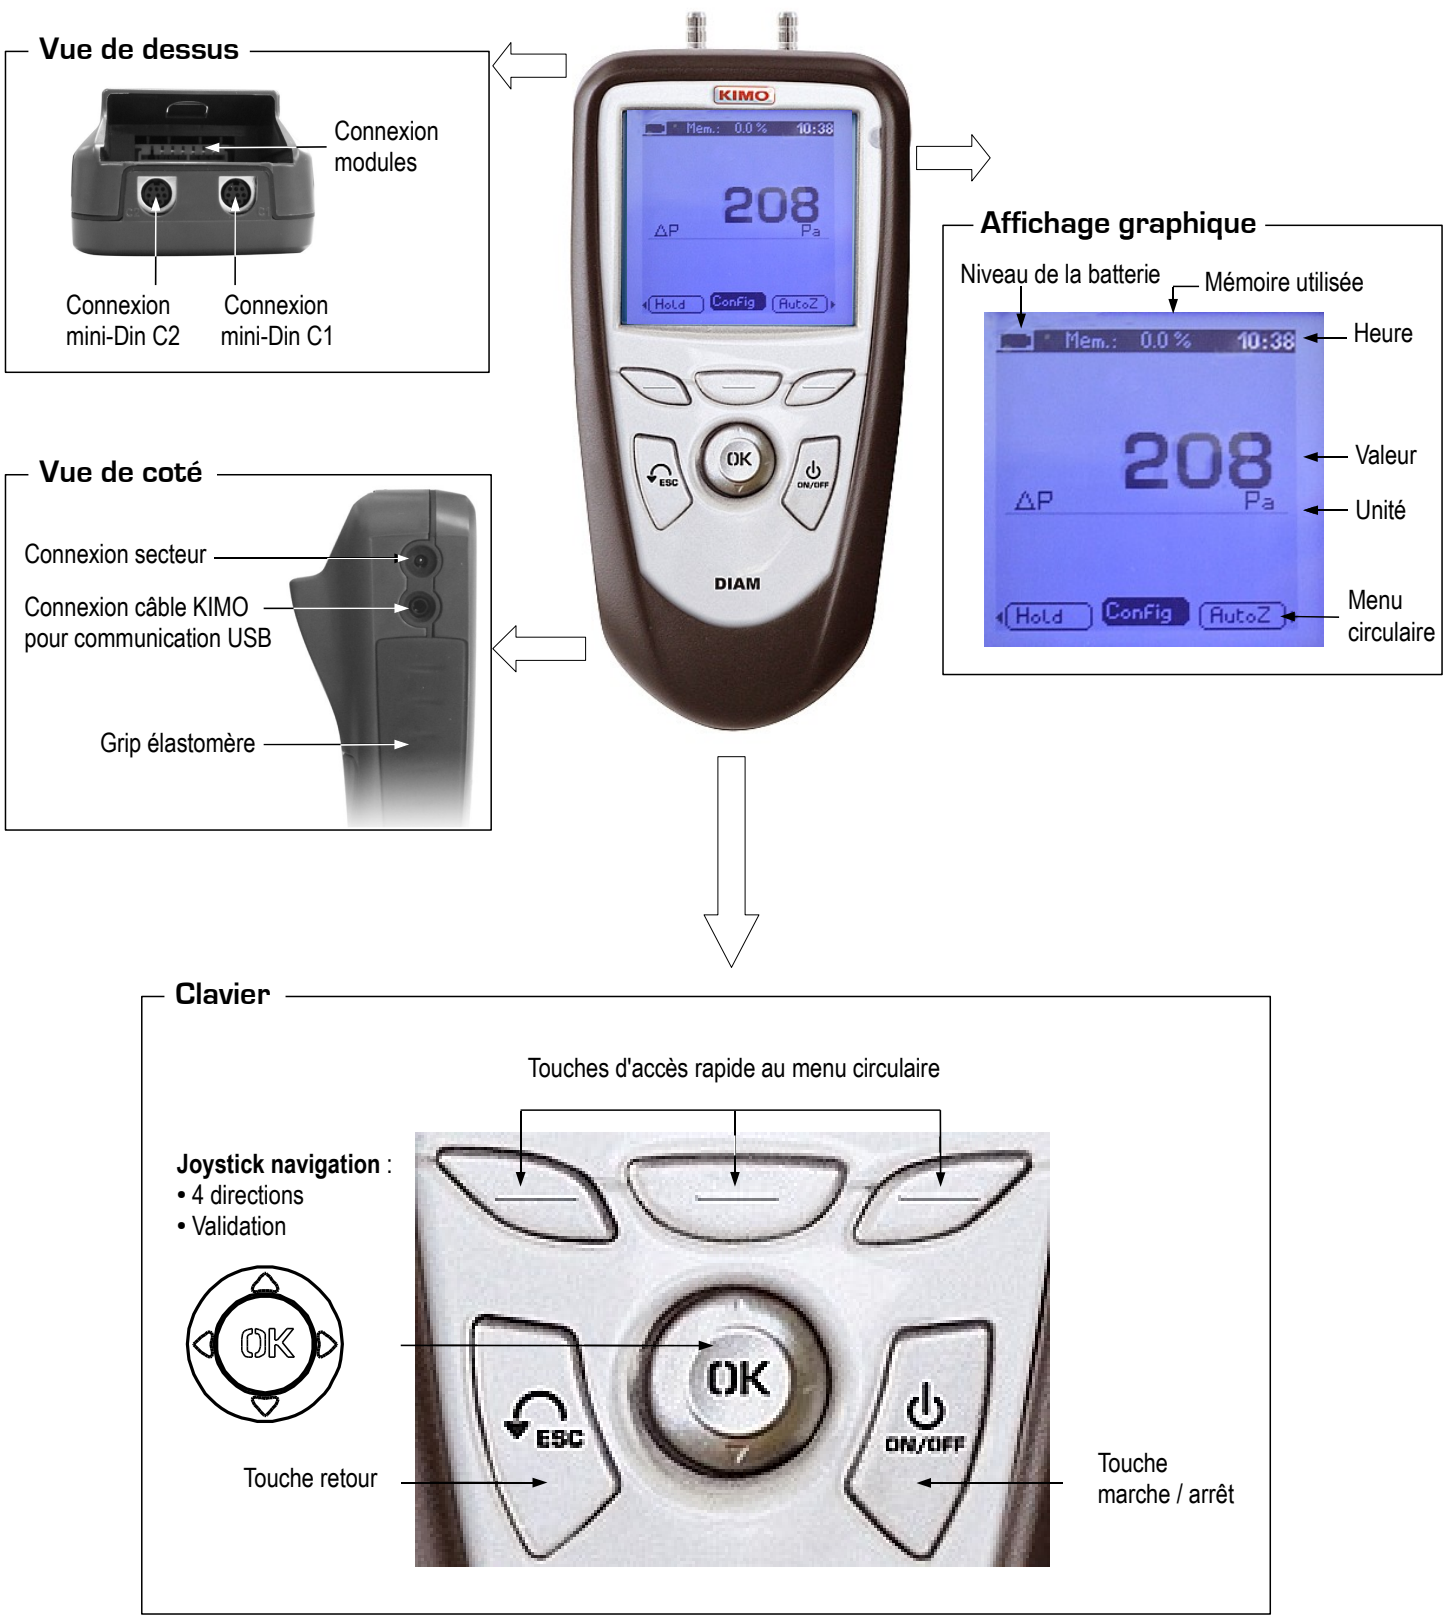 Vue de dessus
Connexion
modules
C2
C1
Connexion
mini-Din C2
Connexion
mini-Din C1
KIMO
Mem.: 0.0 % 10:38
208
ΔP
Pa
Hold
Config
AutoZ
OK
ESC
ON/OFF
DIAM
Affichage graphique
Niveau de la batterie
Mémoire utilisée
Mem.: 0.0 % 10:38
Heure
208
Valeur
ΔP
Pa
Unité
Hold
Config
AutoZ
Menu
circulaire
Vue de coté
Connexion secteur
Connexion câble KIMO
pour communication USB
Grip élastomère
Clavier
Touches d'accès rapide au menu circulaire
Joystick navigation :
• 4 directions
• Validation
OK
OK
ESC
ON/OFF
Touche retour
Touche
marche / arrêt